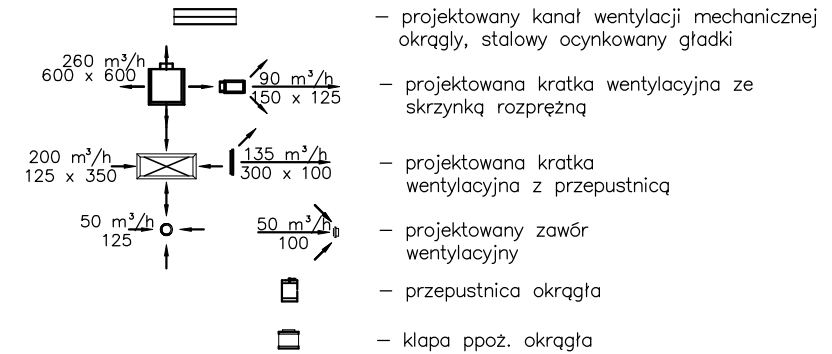 – projektowany kanał wentylacji mechanicznej
okrągły, stalowy ocynkowany gładki
260 m³/h
600 x 600
90 m³/h
150 x 125
– projektowana kratka wentylacyjna ze
skrzynką rozprężną
200 m³/h
125 x 350
135 m³/h
300 x 100
– projektowana kratka
wentylacyjna z przepustnicą
50 m³/h
125
50 m³/h
100
– projektowany zawór
wentylacyjny
– przepustnica okrągła
– klapa ppoż. okrągła